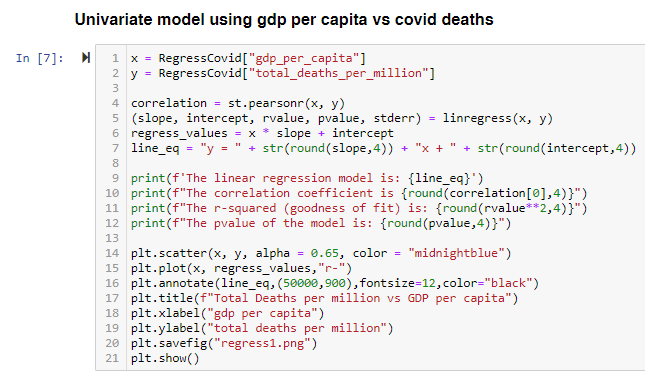 Univariate model using gdp per capita vs covid deaths
In [7]:
1 x = RegressCovid["gdp_per_capita"]
2 y = RegressCovid["total_deaths_per_million"]
3
4 correlation = st.pearsonr(x, y)
5 (slope, intercept, rvalue, pvalue, stderr) = linregress(x, y)
6 regress_values = x * slope + intercept
7 line_eq = "y = " + str(round(slope,4)) + "x + " + str(round(intercept,4))
8
9 print(f'The linear regression model is: {line_eq}')
10 print(f"The correlation coefficient is {round(correlation[0],4)}")
11 print(f"The r-squared (goodness of fit) is: {round(rvalue**2,4)}")
12 print(f"The pvalue of the model is: {round(pvalue,4)}")
13
14 plt.scatter(x, y, alpha = 0.65, color = "midnightblue")
15 plt.plot(x, regress_values,"r-")
16 plt.annotate(line_eq,(50000,900),fontsize=12,color="black")
17 plt.title(f"Total Deaths per million vs GDP per capita")
18 plt.xlabel("gdp per capita")
19 plt.ylabel("total deaths per million")
20 plt.savefig("regress1.png")
21 plt.show()